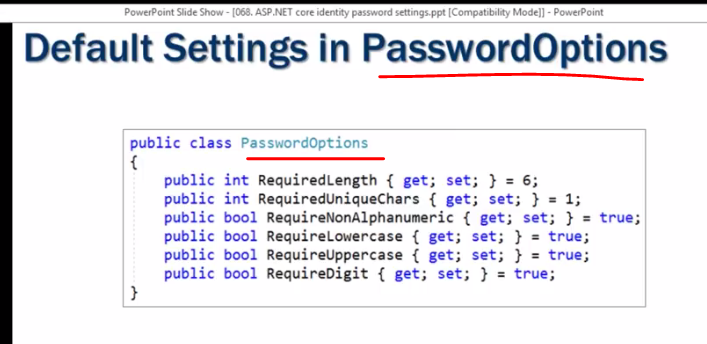 PowerPoint Slide Show - [068. ASP.NET core identity password settings.ppt [Compatibility Mode]] - PowerPoint
Default Settings in PasswordOptions
public class PasswordOptions
{
public int RequiredLength { get; set; } = 6;
public int RequiredUniqueChars { get; set; } = 1;
public bool RequireNonAlphanumeric { get; set; } = true;
public bool RequireLowercase { get; set; } = true;
public bool RequireUppercase { get; set; } = true;
public bool RequireDigit { get; set; } = true;
}